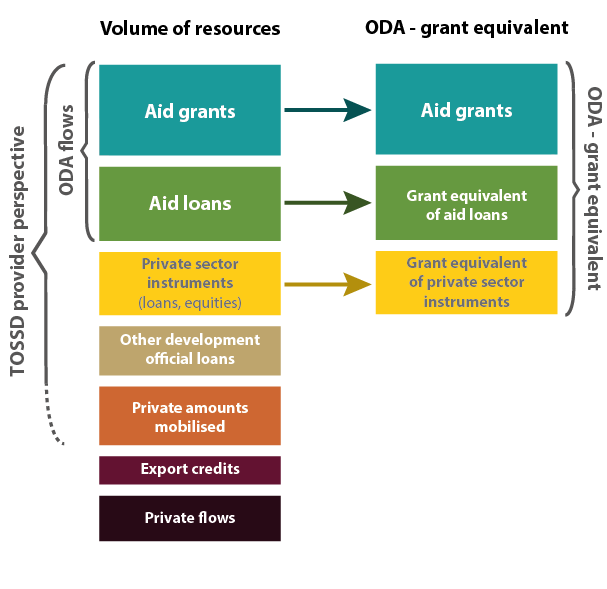 Volume of resources
ODA - grant equivalent
TOSSD provider perspective
ODA flows
Aid grants
Aid loans
Private sector
instruments
(loans, equities)
Other development
official loans
Private amounts
mobilised
Export credits
Private flows
Aid grants
Grant equivalent
of aid loans
Grant equivalent
of private sector
instruments
ODA - grant equivalent